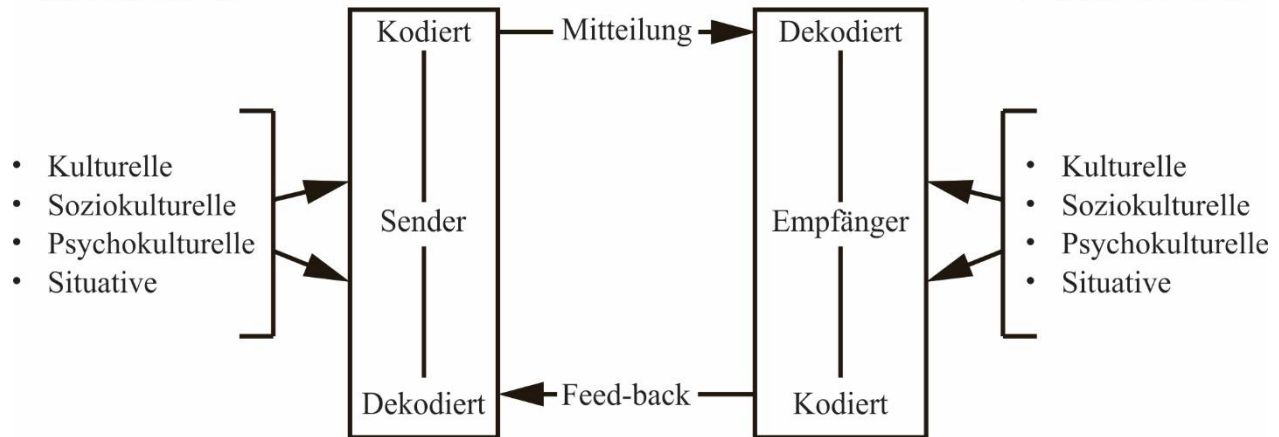 Kodiert Mitteilung Dekodiert
• Kulturelle
• Soziokulturelle
• Psychokulturelle
• Situative
Sender
Empfänger
• Kulturelle
• Soziokulturelle
• Psychokulturelle
• Situative
Dekodiert Feed-back Kodiert